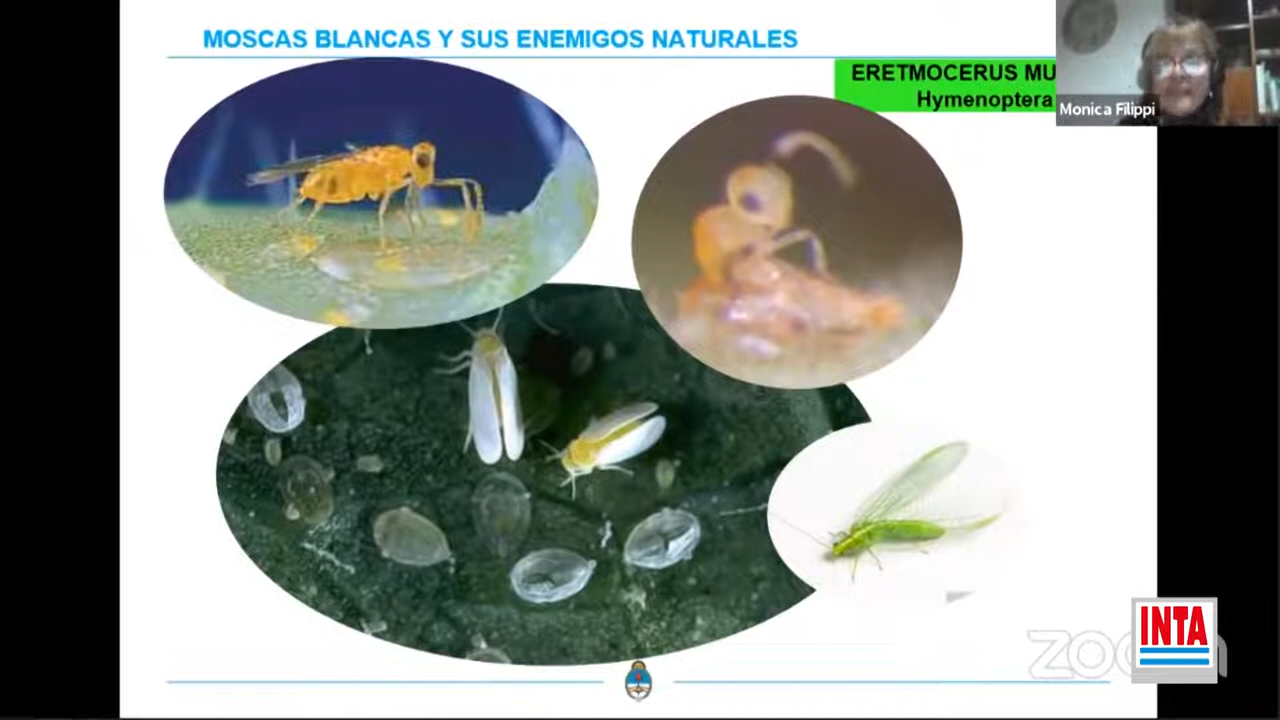 MOSCAS BLANCAS Y SUS ENEMIGOS NATURALES
ERETMOCERUS MU
Hymenoptera
Monica Filippi
INTA